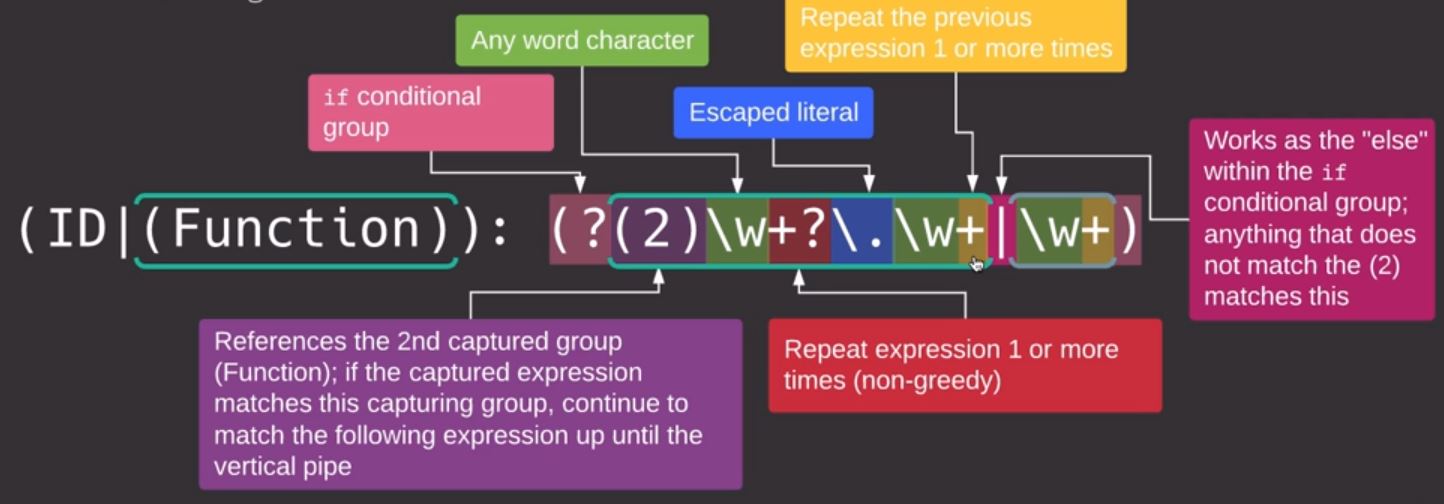 Repeat the previous
expression 1 or more times
Any word character
if conditional
group
Escaped literal
Works as the "else"
within the if
conditional group;
anything that does
not match the (2)
matches this
(ID|(Function)): (?(2)\w+?\.\w+|\w+)
References the 2nd captured group
(Function); if the captured expression
matches this capturing group, continue to
match the following expression up until the
vertical pipe
Repeat expression 1 or more
times (non-greedy)